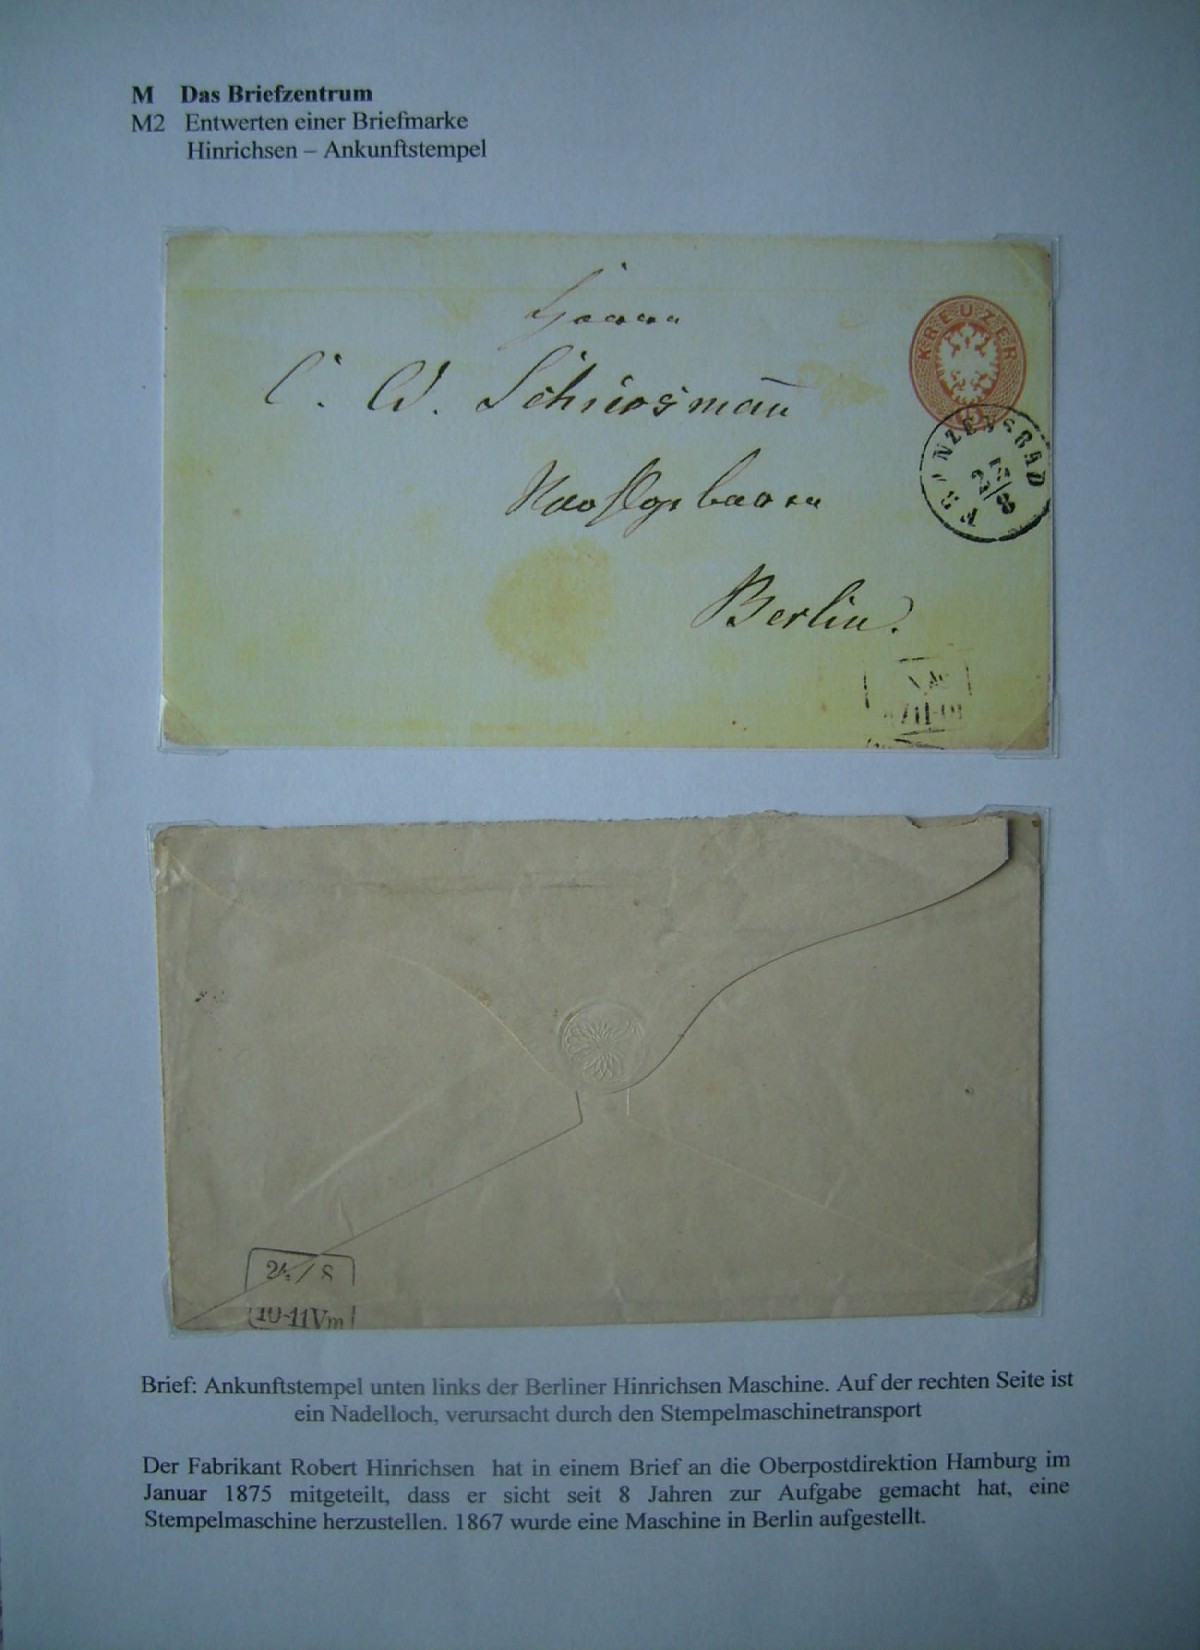 M Das Briefzentrum
M2 Entwerten einer Briefmarke
Hinrichsen – Ankunftstempel
KREUZER
Herrn
C. W.
Berlin.
2½/8
10-11Vm
Brief: Ankunftstempel unten links der Berliner Hinrichsen Maschine. Auf der rechten Seite ist
ein Nadelloch, verursacht durch den Stempelmaschinetransport
Der Fabrikant Robert Hinrichsen hat in einem Brief an die Oberpostdirektion Hamburg im
Januar 1875 mitgeteilt, dass er sicht seit 8 Jahren zur Aufgabe gemacht hat, eine
Stempelmaschine herzustellen. 1867 wurde eine Maschine in Berlin aufgestellt.